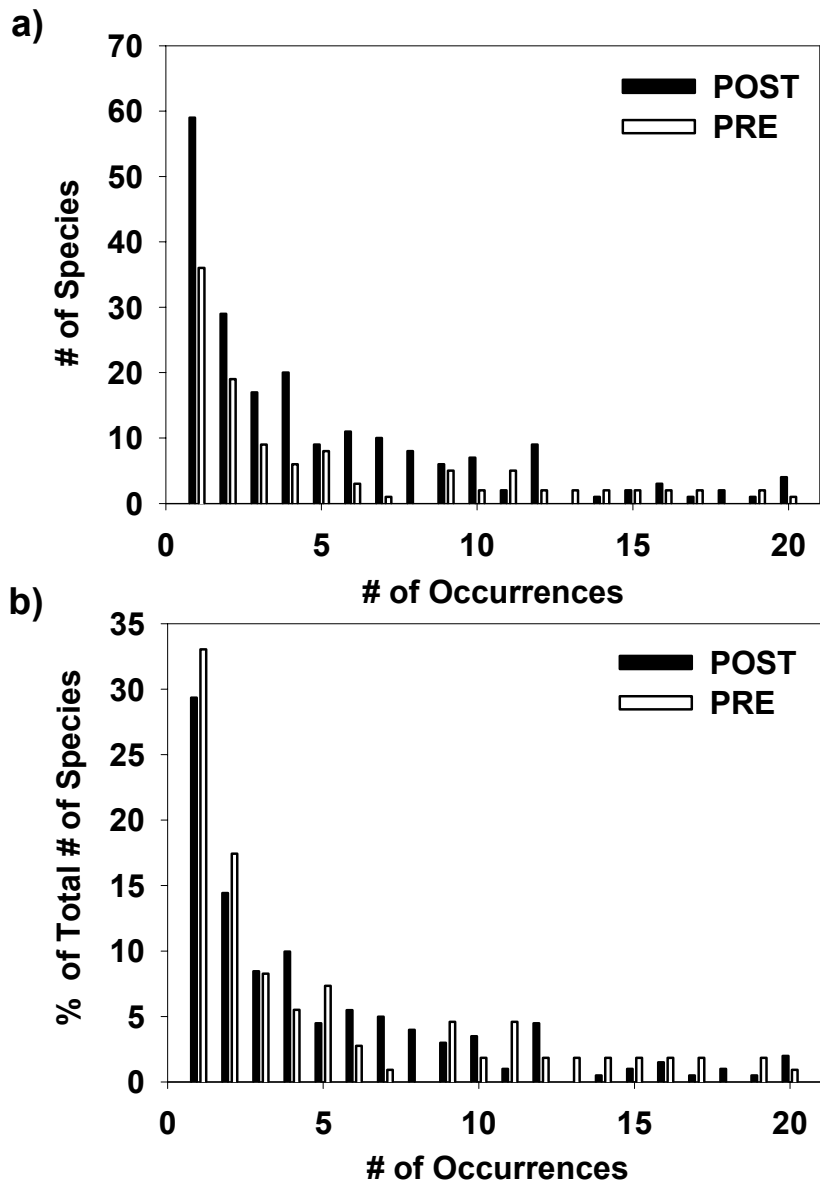 a)
70
60
50
40
30
20
10
0
# of Species
POST
PRE
0 5 10 15 20
# of Occurrences
b)
35
30
25
20
15
10
5
0
% of Total # of Species
POST
PRE
0 5 10 15 20
# of Occurrences